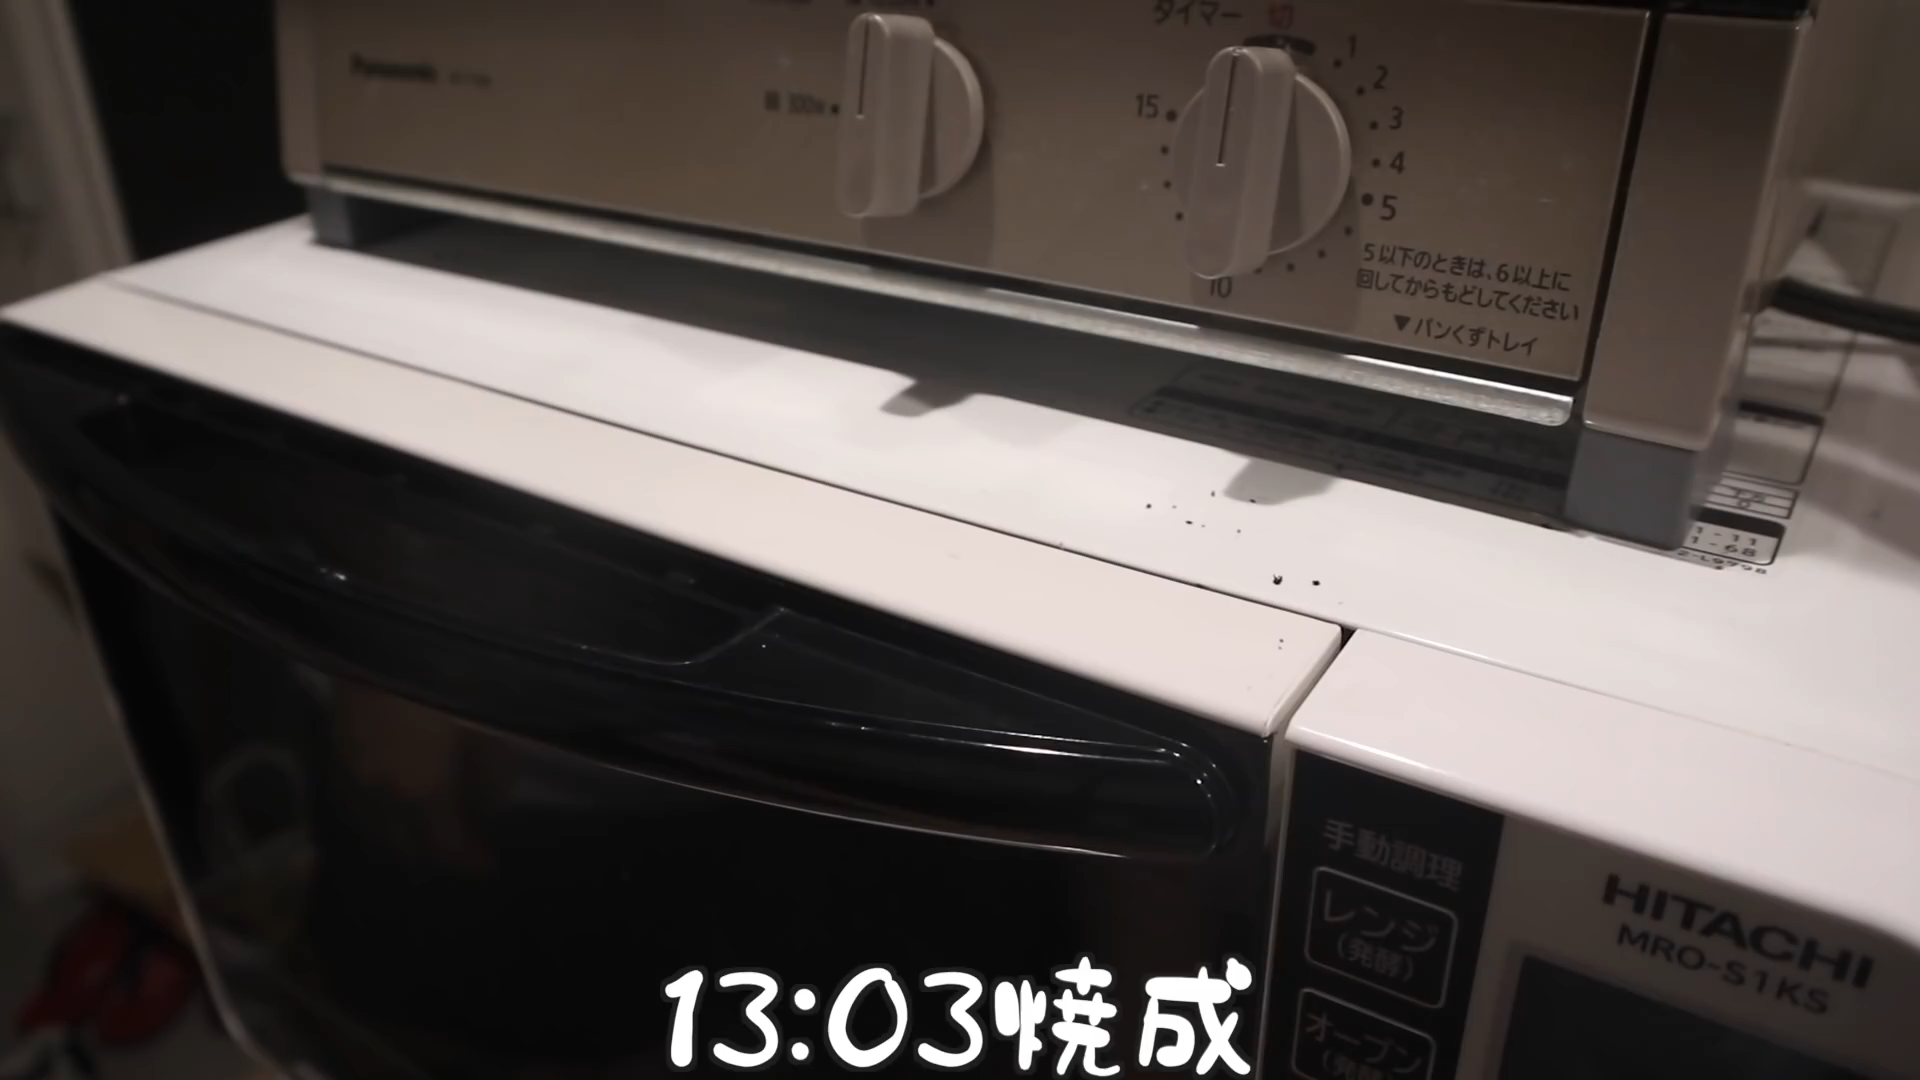 タイマー 切
1
2
3
4
5
10
15
Panasonic
300W
5以下のときは、6以上に
回してからもどしてください
▼パンくずトレイ
手動調理
レンジ
(発酵)
オーブン
HITACHI
MRO-S1KS
13:03焼成